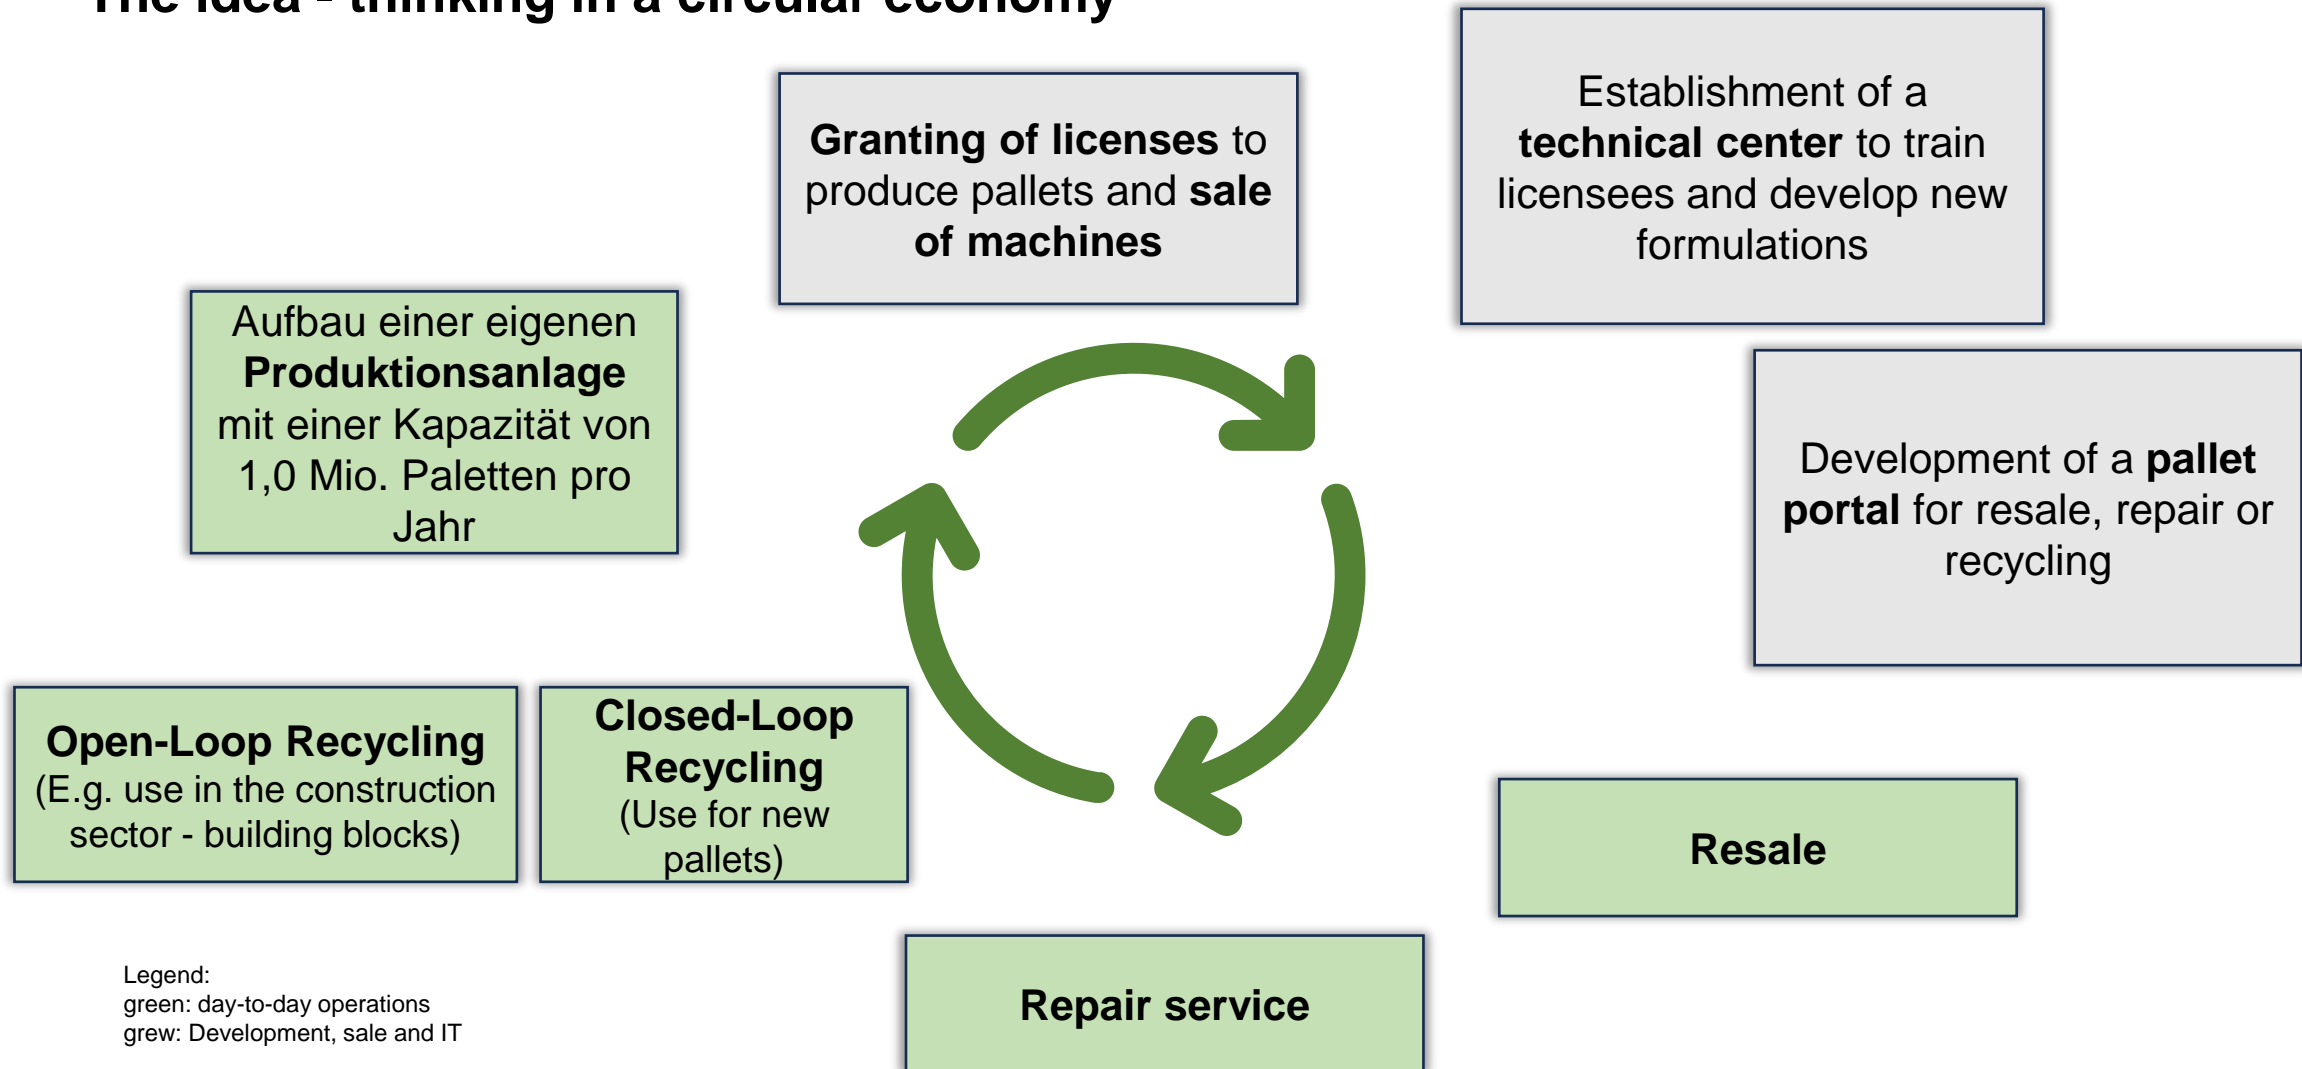 The idea - thinking in a circular economy
Granting of licenses to
produce pallets and sale
of machines
Establishment of a
technical center to train
licensees and develop new
formulations
Aufbau einer eigenen
Produktionsanlage
mit einer Kapazität von
1,0 Mio. Paletten pro
Jahr
Development of a pallet
portal for resale, repair or
recycling
Open-Loop Recycling
(E.g. use in the construction
sector - building blocks)
Closed-Loop
Recycling
(Use for new
pallets)
Resale
Repair service
Legend:
green: day-to-day operations
grew: Development, sale and IT